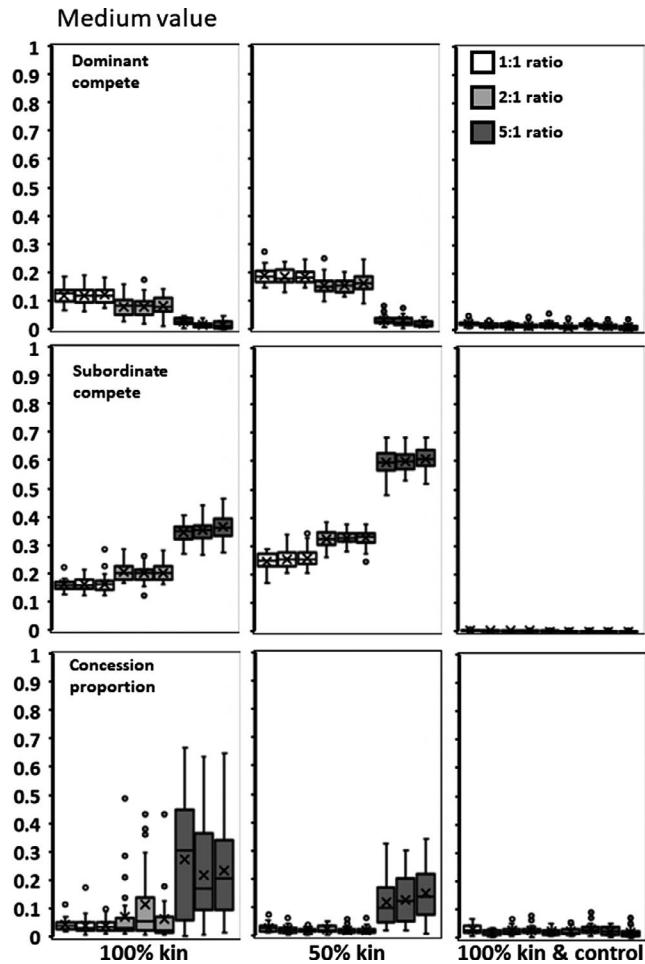 Medium value
1
0.9
0.8
0.7
0.6
0.5
0.4
0.3
0.2
0.1
0
Dominant
compete
1:1 ratio
2:1 ratio
5:1 ratio
1
0.9
0.8
0.7
0.6
0.5
0.4
0.3
0.2
0.1
0
Subordinate
compete
1
0.9
0.8
0.7
0.6
0.5
0.4
0.3
0.2
0.1
0
Concession
proportion
100% kin
50% kin
100% kin & control